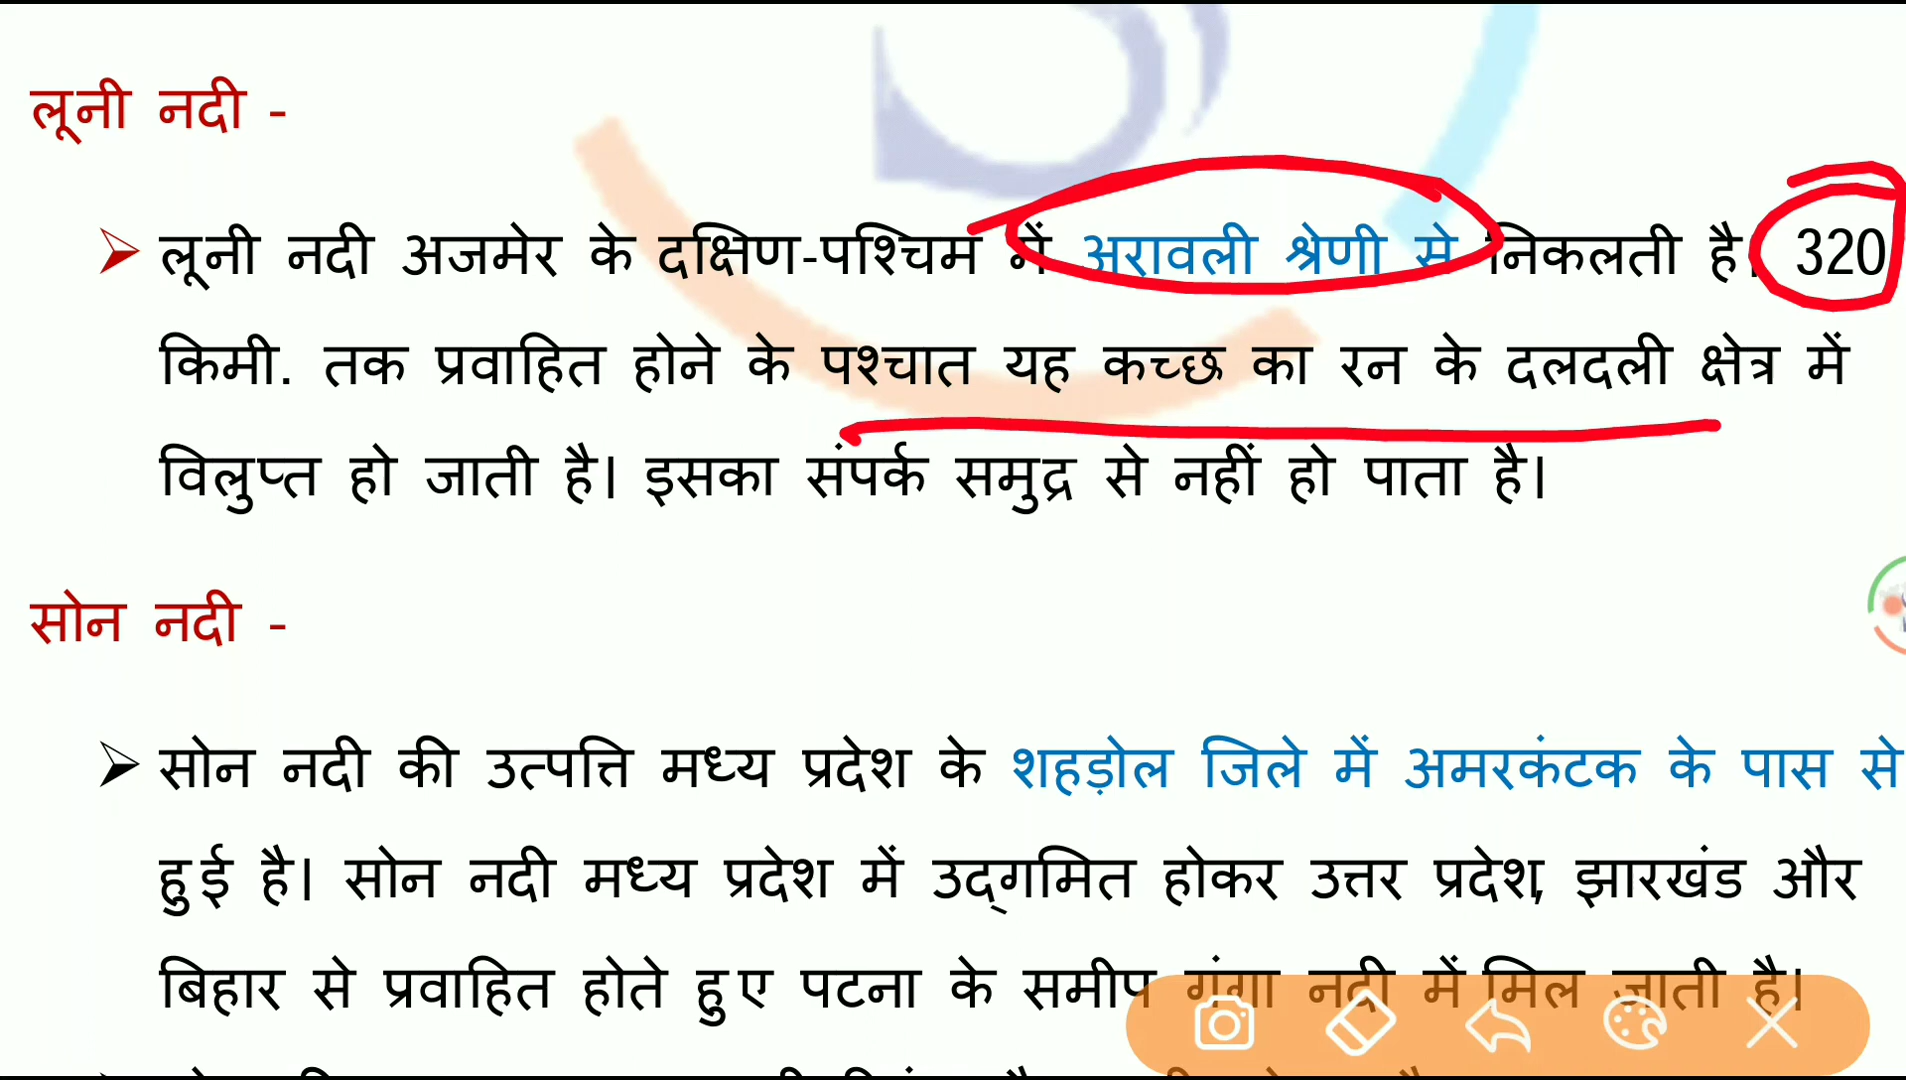 लूनी नदी -
लूनी नदी अजमेर के दक्षिण-पश्चिम में अरावली श्रेणी से निकलती है। 320
किमी. तक प्रवाहित होने के पश्चात यह कच्छ का रन के दलदली क्षेत्र में
विलुप्त हो जाती है। इसका संपर्क समुद्र से नहीं हो पाता है।
सोन नदी -
सोन नदी की उत्पत्ति मध्य प्रदेश के शहड़ोल जिले में अमरकंटक के पास से
हुई है। सोन नदी मध्य प्रदेश में उद्‌गमित होकर उत्तर प्रदेश, झारखंड और
बिहार से प्रवाहित होते हुए पटना के समीप गंगा नदी में मिल जाती है।